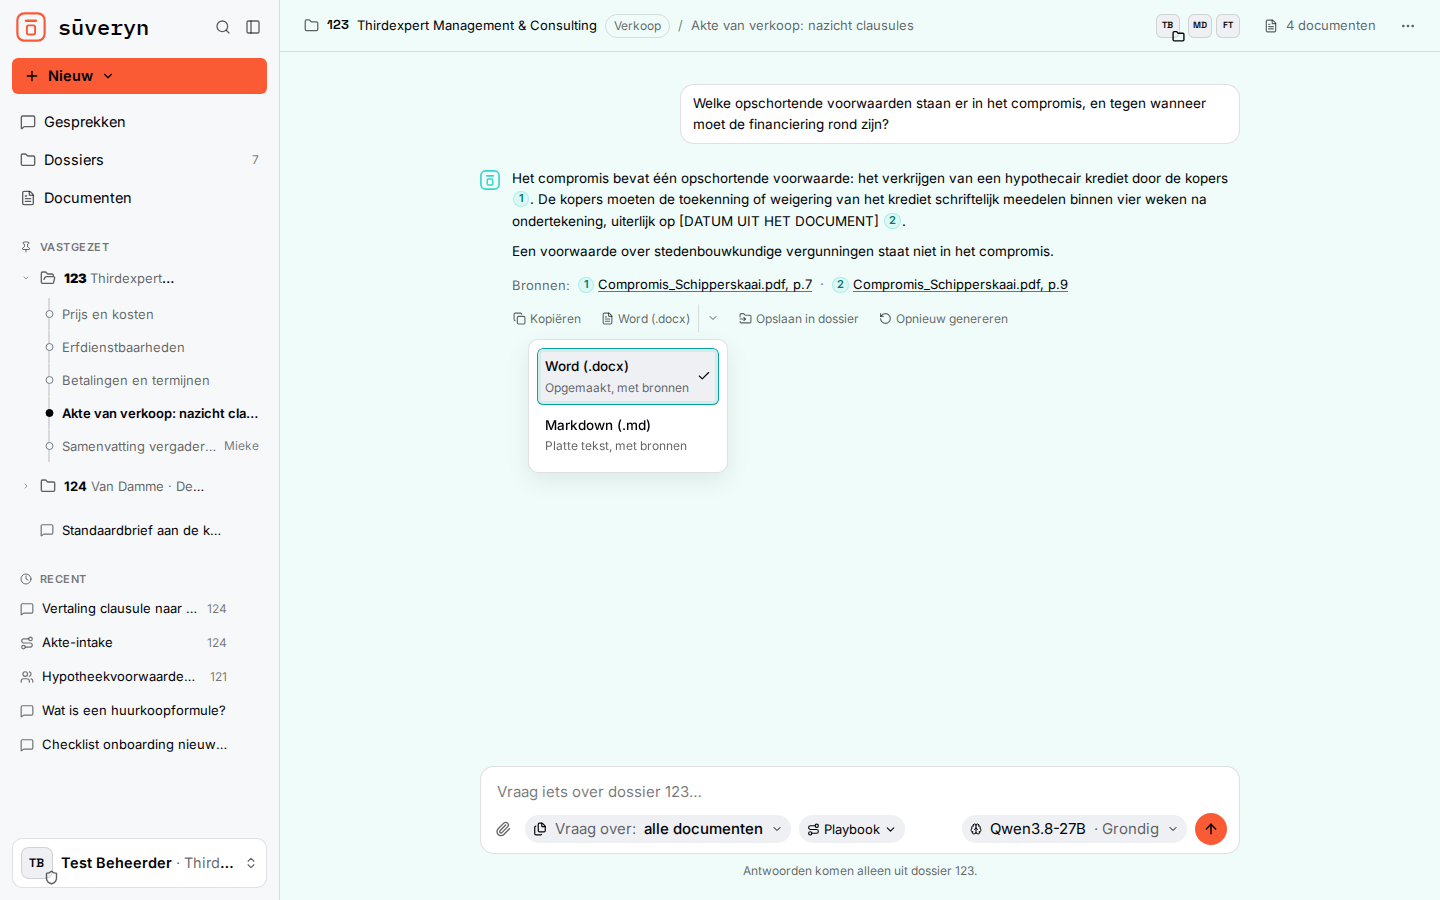 sūveryn
Nieuw
Gesprekken
Dossiers 7
Documenten
VASTGEZET
123 Thirdexpert...
Prijs en kosten
Erfdienstbaarheden
Betalingen en termijnen
Akte van verkoop: nazicht cla...
Samenvatting vergader... Mieke
124 Van Damme · De...
Standaardbrief aan de k...
RECENT
Vertaling clausule naar ... 124
Akte-intake 124
Hypotheekvoorwaarde... 121
Wat is een huurkoopformule?
Checklist onboarding nieuw...
TB Test Beheerder · Third...
123 Thirdexpert Management & Consulting Verkoop / Akte van verkoop: nazicht clausules
TB MD FT 4 documenten
Welke opschortende voorwaarden staan er in het compromis, en tegen wanneer
moet de financiering rond zijn?
Het compromis bevat één opschortende voorwaarde: het verkrijgen van een hypothecair krediet door de kopers
1. De kopers moeten de toekenning of weigering van het krediet schriftelijk meedelen binnen vier weken na
ondertekening, uiterlijk op [DATUM UIT HET DOCUMENT] 2.
Een voorwaarde over stedenbouwkundige vergunningen staat niet in het compromis.
Bronnen: 1 Compromis_Schipperskaai.pdf, p.7 · 2 Compromis_Schipperskaai.pdf, p.9
Kopiëren Word (.docx) Opslaan in dossier Opnieuw genereren
Word (.docx)
Opgemaakt, met bronnen
Markdown (.md)
Platte tekst, met bronnen
Vraag iets over dossier 123...
Vraag over: alle documenten Playbook Qwen3.8-27B · Grondig
Antwoorden komen alleen uit dossier 123.